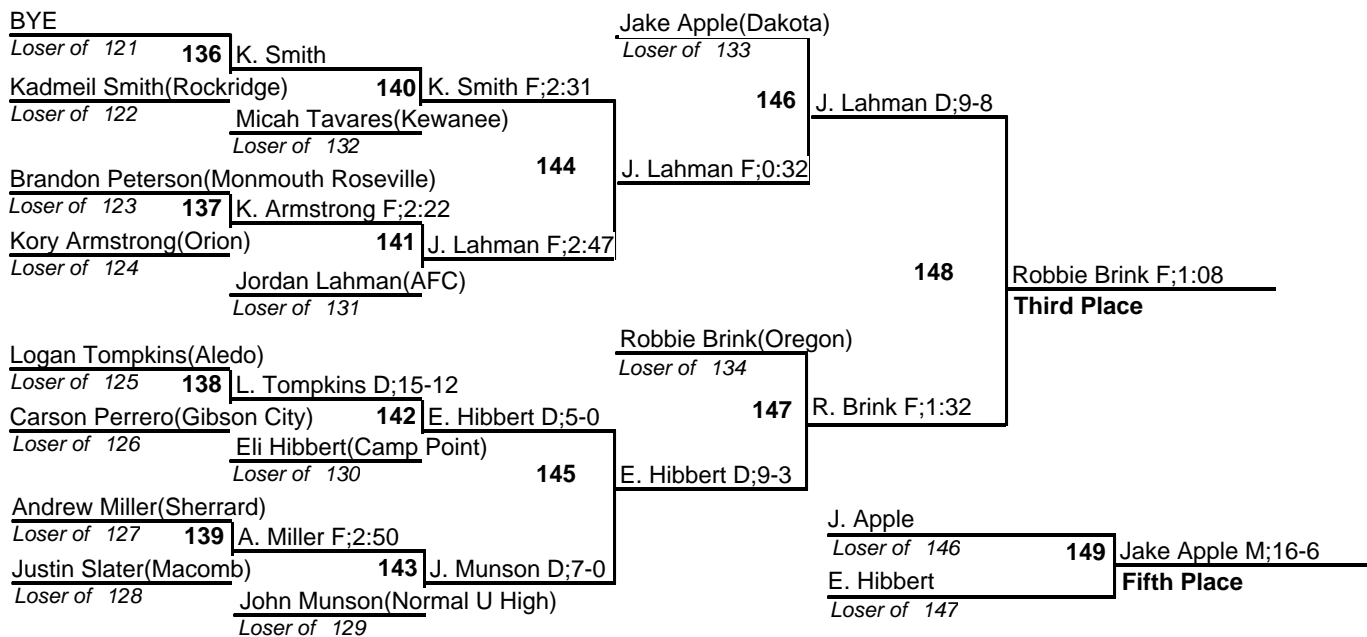 BYE
Loser of 121
136
K. Smith
Kadmeil Smith(Rockridge)
Loser of 122
140
K. Smith F;2:31
Micah Tavares(Kewanee)
Loser of 132
Brandon Peterson(Monmouth Roseville)
Loser of 123
137
K. Armstrong F;2:22
Kory Armstrong(Orion)
Loser of 124
141
J. Lahman F;2:47
Jordan Lahman(AFC)
Loser of 131
144
J. Lahman F;0:32
Jake Apple(Dakota)
Loser of 133
146
J. Lahman D;9-8
Logan Tompkins(Aledo)
Loser of 125
138
L. Tompkins D;15-12
Carson Perrero(Gibson City)
Loser of 126
142
E. Hibbert D;5-0
Eli Hibbert(Camp Point)
Loser of 130
Andrew Miller(Sherrard)
Loser of 127
139
A. Miller F;2:50
Justin Slater(Macomb)
Loser of 128
143
J. Munson D;7-0
John Munson(Normal U High)
Loser of 129
145
E. Hibbert D;9-3
Robbie Brink(Oregon)
Loser of 134
147
R. Brink F;1:32
148
Robbie Brink F;1:08
Third Place
J. Apple
Loser of 146
149
Jake Apple M;16-6
E. Hibbert
Fifth Place
Loser of 147